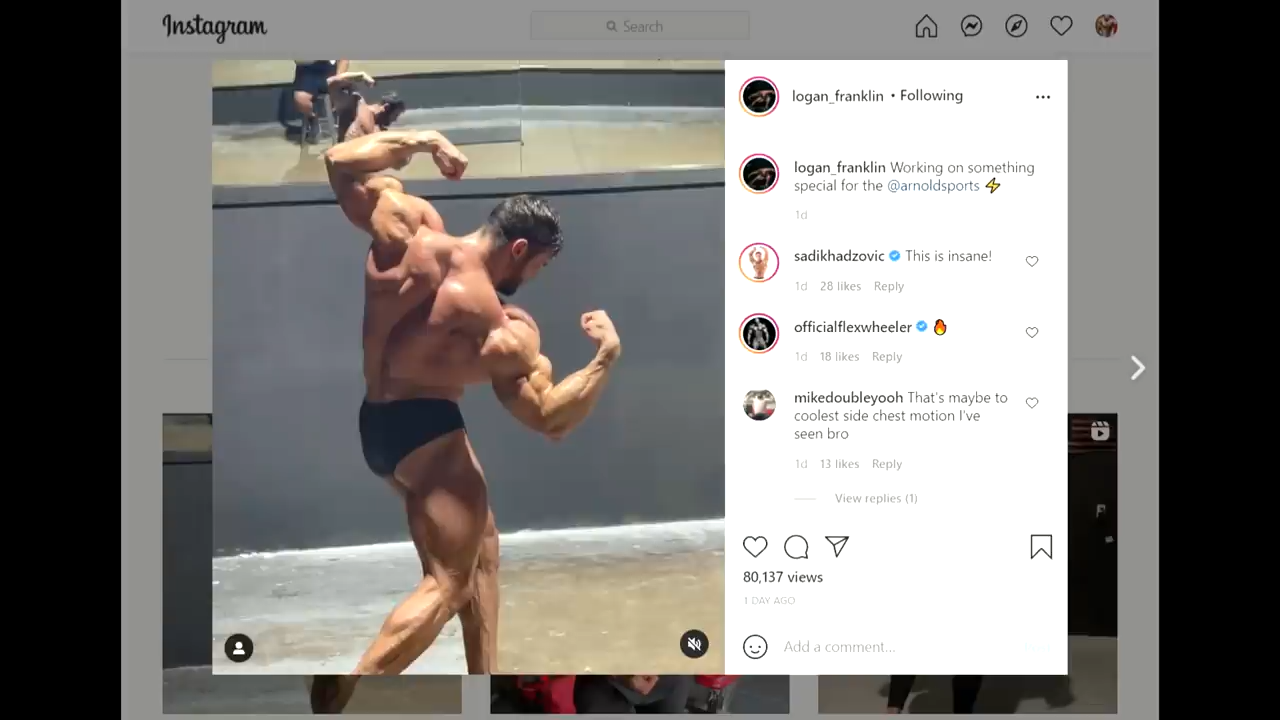 Instagram
Search
logan_franklin • Following
logan_franklin Working on something
special for the @arnoldsports ⚡
1d
sadikhadzovic This is insane!
1d 28 likes Reply
officialflexwheeler 🔥
1d 18 likes Reply
mikedoubleyooh That's maybe to
coolest side chest motion I've
seen bro
1d 13 likes Reply
View replies (1)
80,137 views
1 DAY AGO
Add a comment...